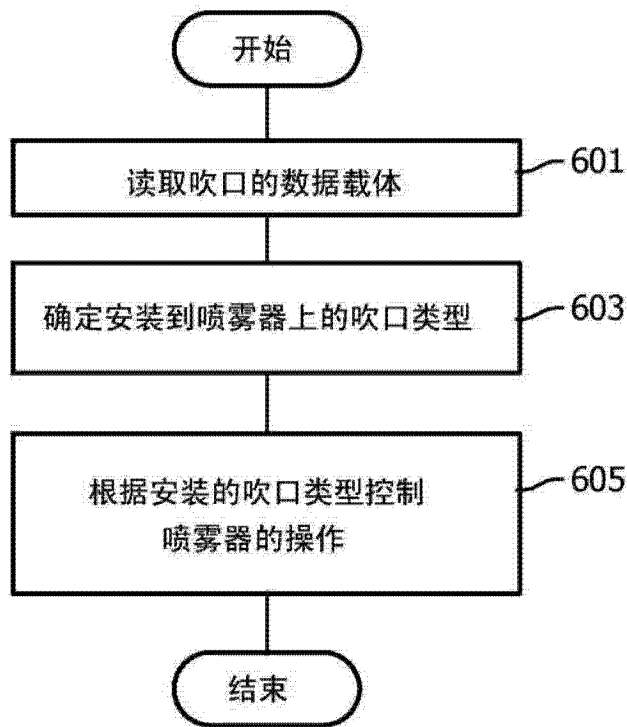 开始
读取吹口的数据载体
601
确定安装到喷雾器上的吹口类型
603
根据安装的吹口类型控制
喷雾器的操作
605
结束